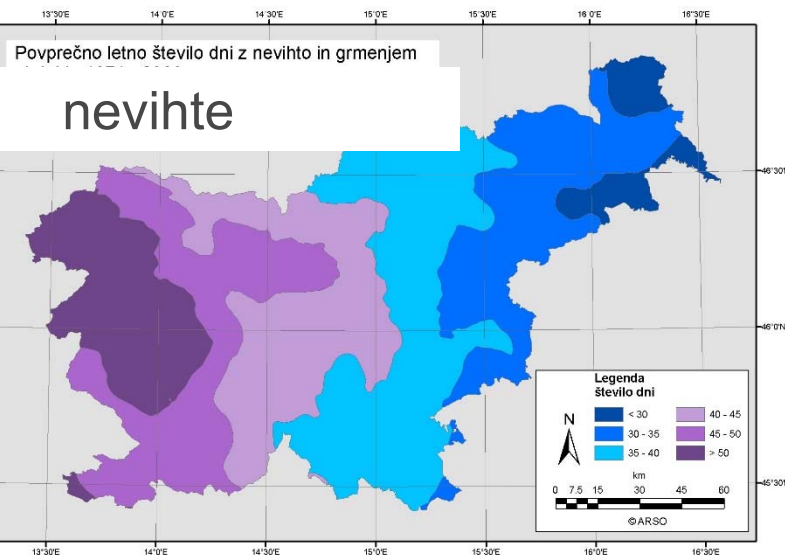 13°30'E 14°0'E 14°30'E 15°0'E 15°30'E 16°0'E 16°30'E
Povprečno letno število dni z nevihto in grmenjem
nevihte
46°30'
46°0'N
45°30'
Legenda
število dni
< 30 40 - 45
30 - 35 45 - 50
35 - 40 > 50
N
km
0 7.5 15 30 45 60
©ARSO
13°30'E 14°0'E 14°30'E 15°0'E 15°30'E 16°0'E 16°30'E